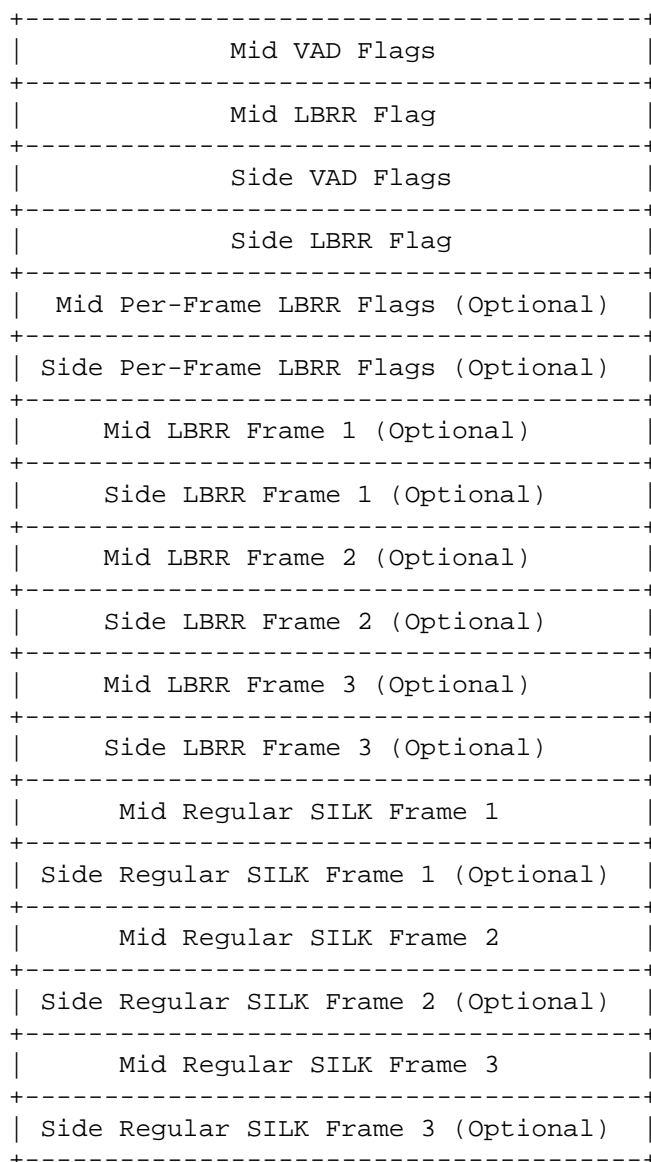 +----------------------------------------+
| Mid VAD Flags |
+----------------------------------------+
| Mid LBRR Flag |
+----------------------------------------+
| Side VAD Flags |
+----------------------------------------+
| Side LBRR Flag |
+----------------------------------------+
| Mid Per-Frame LBRR Flags (Optional) |
+----------------------------------------+
| Side Per-Frame LBRR Flags (Optional) |
+----------------------------------------+
| Mid LBRR Frame 1 (Optional) |
+----------------------------------------+
| Side LBRR Frame 1 (Optional) |
+----------------------------------------+
| Mid LBRR Frame 2 (Optional) |
+----------------------------------------+
| Side LBRR Frame 2 (Optional) |
+----------------------------------------+
| Mid LBRR Frame 3 (Optional) |
+----------------------------------------+
| Side LBRR Frame 3 (Optional) |
+----------------------------------------+
| Mid Regular SILK Frame 1 |
+----------------------------------------+
| Side Regular SILK Frame 1 (Optional) |
+----------------------------------------+
| Mid Regular SILK Frame 2 |
+----------------------------------------+
| Side Regular SILK Frame 2 (Optional) |
+----------------------------------------+
| Mid Regular SILK Frame 3 |
+----------------------------------------+
| Side Regular SILK Frame 3 (Optional) |
+----------------------------------------+